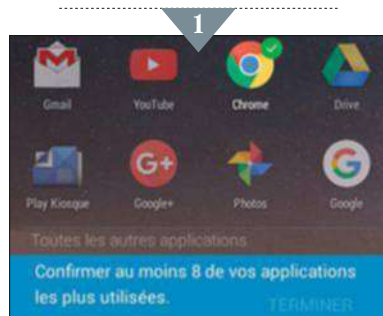 1
Gmail YouTube Chrome Drive
Play Kiosque Google+ Photos Google
Toutes les autres applications
Confirmer au moins 8 de vos applications
les plus utilisées.
TERMINER